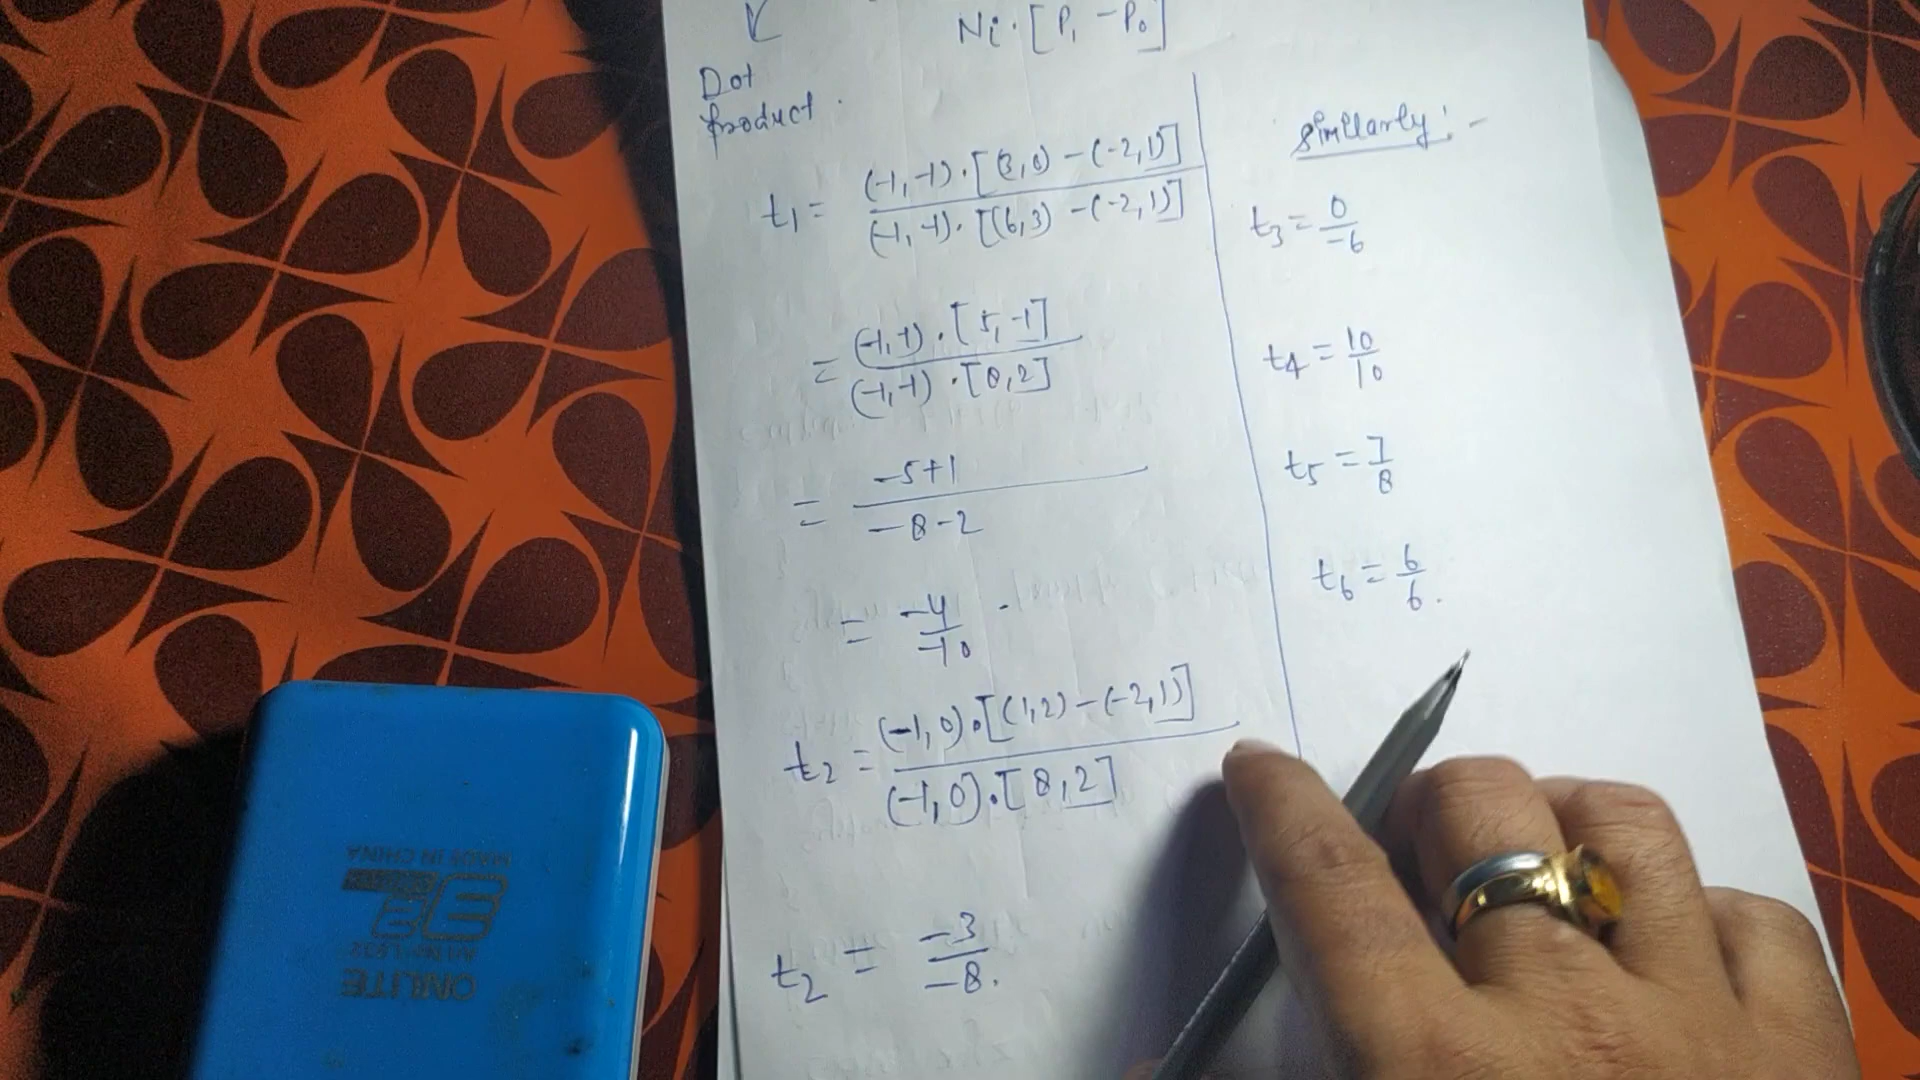 Ni·[P₁ - P₀]
Dot
product.
t₁ = (-1,-1)·[(3,0) - (-2,1)]
(-1,-1)·[(6,3) - (-2,1)]
= (-1,-1)·[5,-1]
(-1,-1)·[8,2]
= -5+1
-8-2
= -4
-10
t₂ = (-1,0)·[(1,2) - (-2,1)]
(-1,0)·[8,2]
t₂ = -3
-8.
Similarly:-
t₃ = 0
-6
t₄ = 10
10
t₅ = 7
8
t₆ = 6
6.
MADE IN CHINA
ONLITE